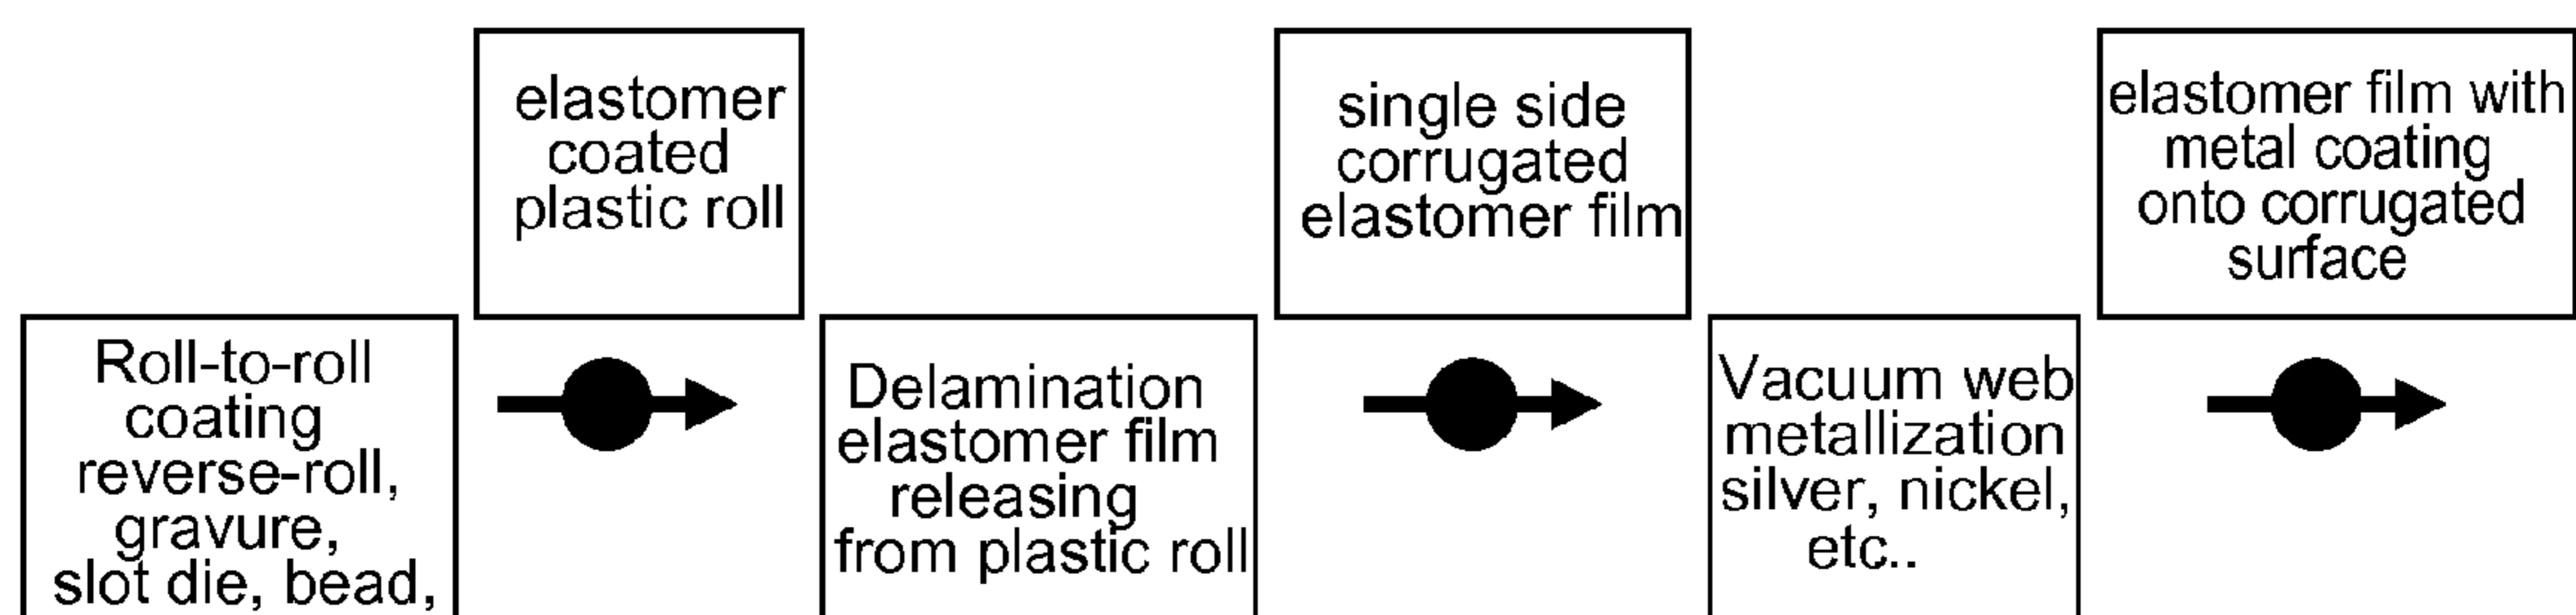 elastomer
coated
plastic roll
single side
corrugated
elastomer film
elastomer film with
metal coating
onto corrugated
surface
Roll-to-roll
coating
reverse-roll,
gravure,
slot die, bead,
Delamination
elastomer film
releasing
from plastic roll
Vacuum web
metallization
silver, nickel,
etc..